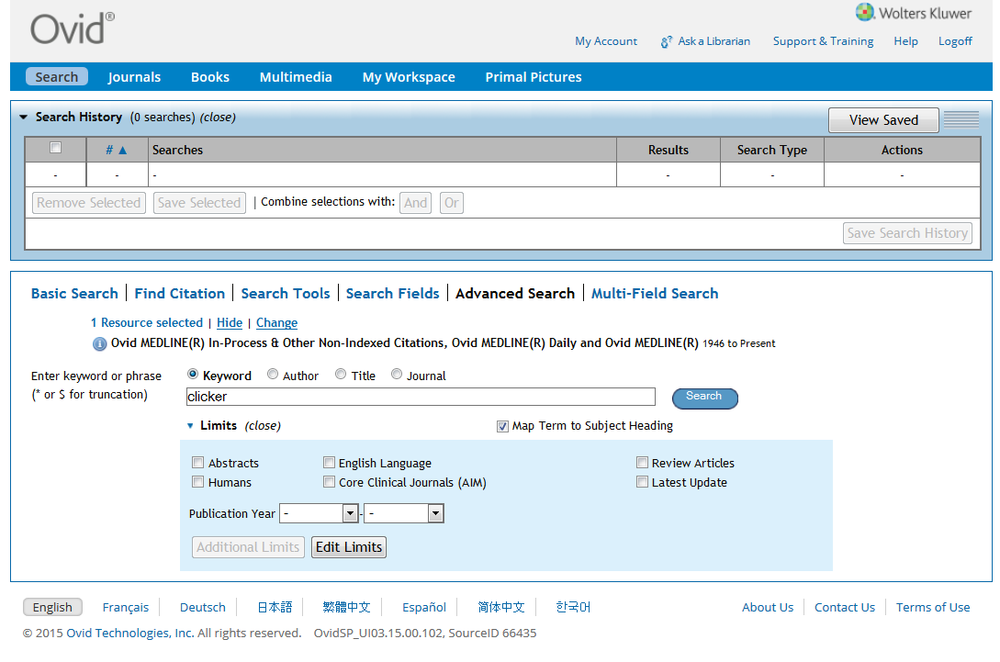 Ovid®
Wolters Kluwer
My Account Ask a Librarian Support & Training Help Logoff
Search Journals Books Multimedia My Workspace Primal Pictures
Search History (0 searches) (close)
View Saved
# ▲ Searches Results Search Type Actions
- - - - - -
Remove Selected Save Selected | Combine selections with: And Or
Save Search History
Basic Search | Find Citation | Search Tools | Search Fields | Advanced Search | Multi-Field Search
1 Resource selected | Hide | Change
Ovid MEDLINE(R) In-Process & Other Non-Indexed Citations, Ovid MEDLINE(R) Daily and Ovid MEDLINE(R) 1946 to Present
Enter keyword or phrase
(* or $ for truncation)
Keyword Author Title Journal
clicker
Search
Limits (close)
Map Term to Subject Heading
Abstracts English Language Review Articles
Humans Core Clinical Journals (AIM) Latest Update
Publication Year - - -
Additional Limits Edit Limits
English Français Deutsch 日本語 繁體中文 Español 简体中文 한국어
About Us Contact Us Terms of Use
© 2015 Ovid Technologies, Inc. All rights reserved. OvidSP_UI03.15.00.102, SourceID 66435